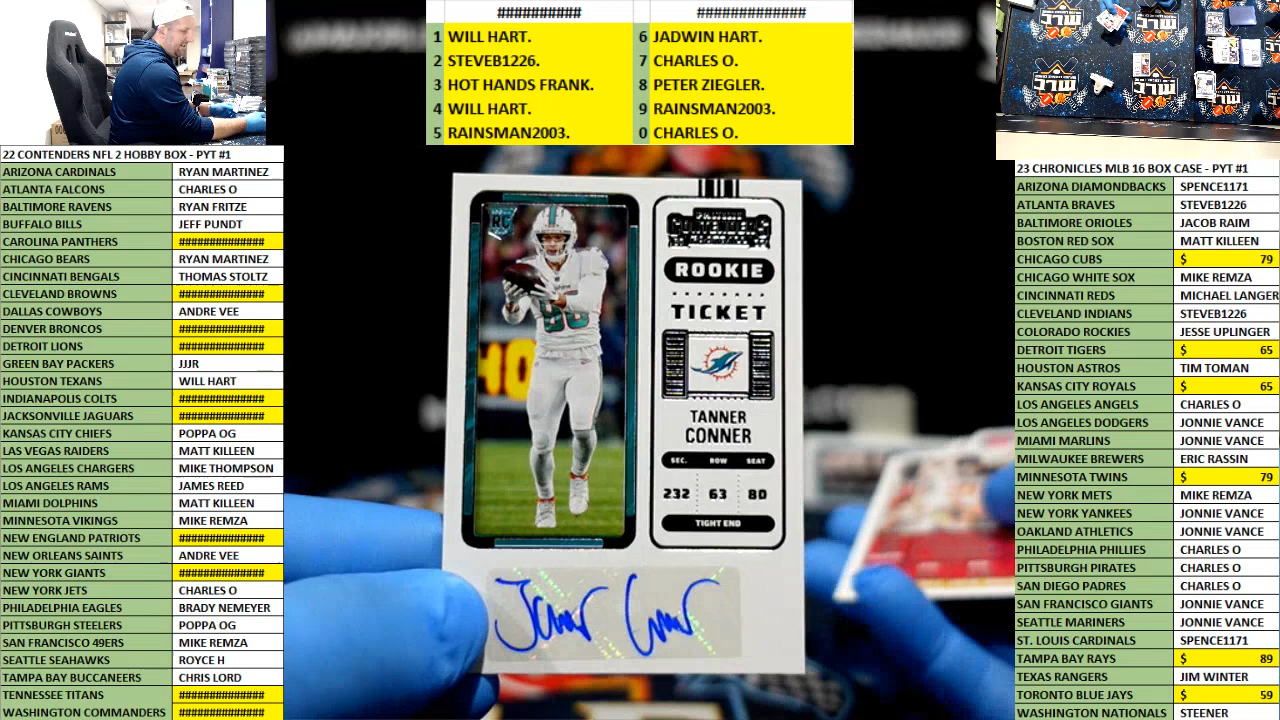 ########## #############
1 WILL HART. 6 JADWIN HART.
2 STEVEB1226. 7 CHARLES O.
3 HOT HANDS FRANK. 8 PETER ZIEGLER.
4 WILL HART. 9 RAINSMAN2003.
5 RAINSMAN2003. 0 CHARLES O.
22 CONTENDERS NFL 2 HOBBY BOX - PYT #1
ARIZONA CARDINALS RYAN MARTINEZ
ATLANTA FALCONS CHARLES O
BALTIMORE RAVENS RYAN FRITZE
BUFFALO BILLS JEFF PUNDT
CAROLINA PANTHERS ##############
CHICAGO BEARS RYAN MARTINEZ
CINCINNATI BENGALS THOMAS STOLTZ
CLEVELAND BROWNS ##############
DALLAS COWBOYS ANDRE VEE
DENVER BRONCOS ##############
DETROIT LIONS ##############
GREEN BAY PACKERS JJJR
HOUSTON TEXANS WILL HART
INDIANAPOLIS COLTS ##############
JACKSONVILLE JAGUARS ##############
KANSAS CITY CHIEFS POPPA OG
LAS VEGAS RAIDERS MATT KILLEEN
LOS ANGELES CHARGERS MIKE THOMPSON
LOS ANGELES RAMS JAMES REED
MIAMI DOLPHINS MATT KILLEEN
MINNESOTA VIKINGS MIKE REMZA
NEW ENGLAND PATRIOTS ##############
NEW ORLEANS SAINTS ANDRE VEE
NEW YORK GIANTS ##############
NEW YORK JETS CHARLES O
PHILADELPHIA EAGLES BRADY NEMEYER
PITTSBURGH STEELERS POPPA OG
SAN FRANCISCO 49ERS MIKE REMZA
SEATTLE SEAHAWKS ROYCE H
TAMPA BAY BUCCANEERS CHRIS LORD
TENNESSEE TITANS ##############
WASHINGTON COMMANDERS ##############
RC
CONTENDERS
ROOKIE
TICKET
TANNER
CONNER
SEC. ROW SEAT
232 63 80
TIGHT END
23 CHRONICLES MLB 16 BOX CASE - PYT #1
ARIZONA DIAMONDBACKS SPENCE1171
ATLANTA BRAVES STEVEB1226
BALTIMORE ORIOLES JACOB RAIM
BOSTON RED SOX MATT KILLEEN
CHICAGO CUBS $ 79
CHICAGO WHITE SOX MIKE REMZA
CINCINNATI REDS MICHAEL LANGER
CLEVELAND INDIANS STEVEB1226
COLORADO ROCKIES JESSE UPLINGER
DETROIT TIGERS $ 65
HOUSTON ASTROS TIM TOMAN
KANSAS CITY ROYALS $ 65
LOS ANGELES ANGELS CHARLES O
LOS ANGELES DODGERS JONNIE VANCE
MIAMI MARLINS JONNIE VANCE
MILWAUKEE BREWERS ERIC RASSIN
MINNESOTA TWINS $ 79
NEW YORK METS MIKE REMZA
NEW YORK YANKEES JONNIE VANCE
OAKLAND ATHLETICS JONNIE VANCE
PHILADELPHIA PHILLIES CHARLES O
PITTSBURGH PIRATES CHARLES O
SAN DIEGO PADRES CHARLES O
SAN FRANCISCO GIANTS JONNIE VANCE
SEATTLE MARINERS JONNIE VANCE
ST. LOUIS CARDINALS SPENCE1171
TAMPA BAY RAYS $ 89
TEXAS RANGERS JIM WINTER
TORONTO BLUE JAYS $ 59
WASHINGTON NATIONALS STEENER